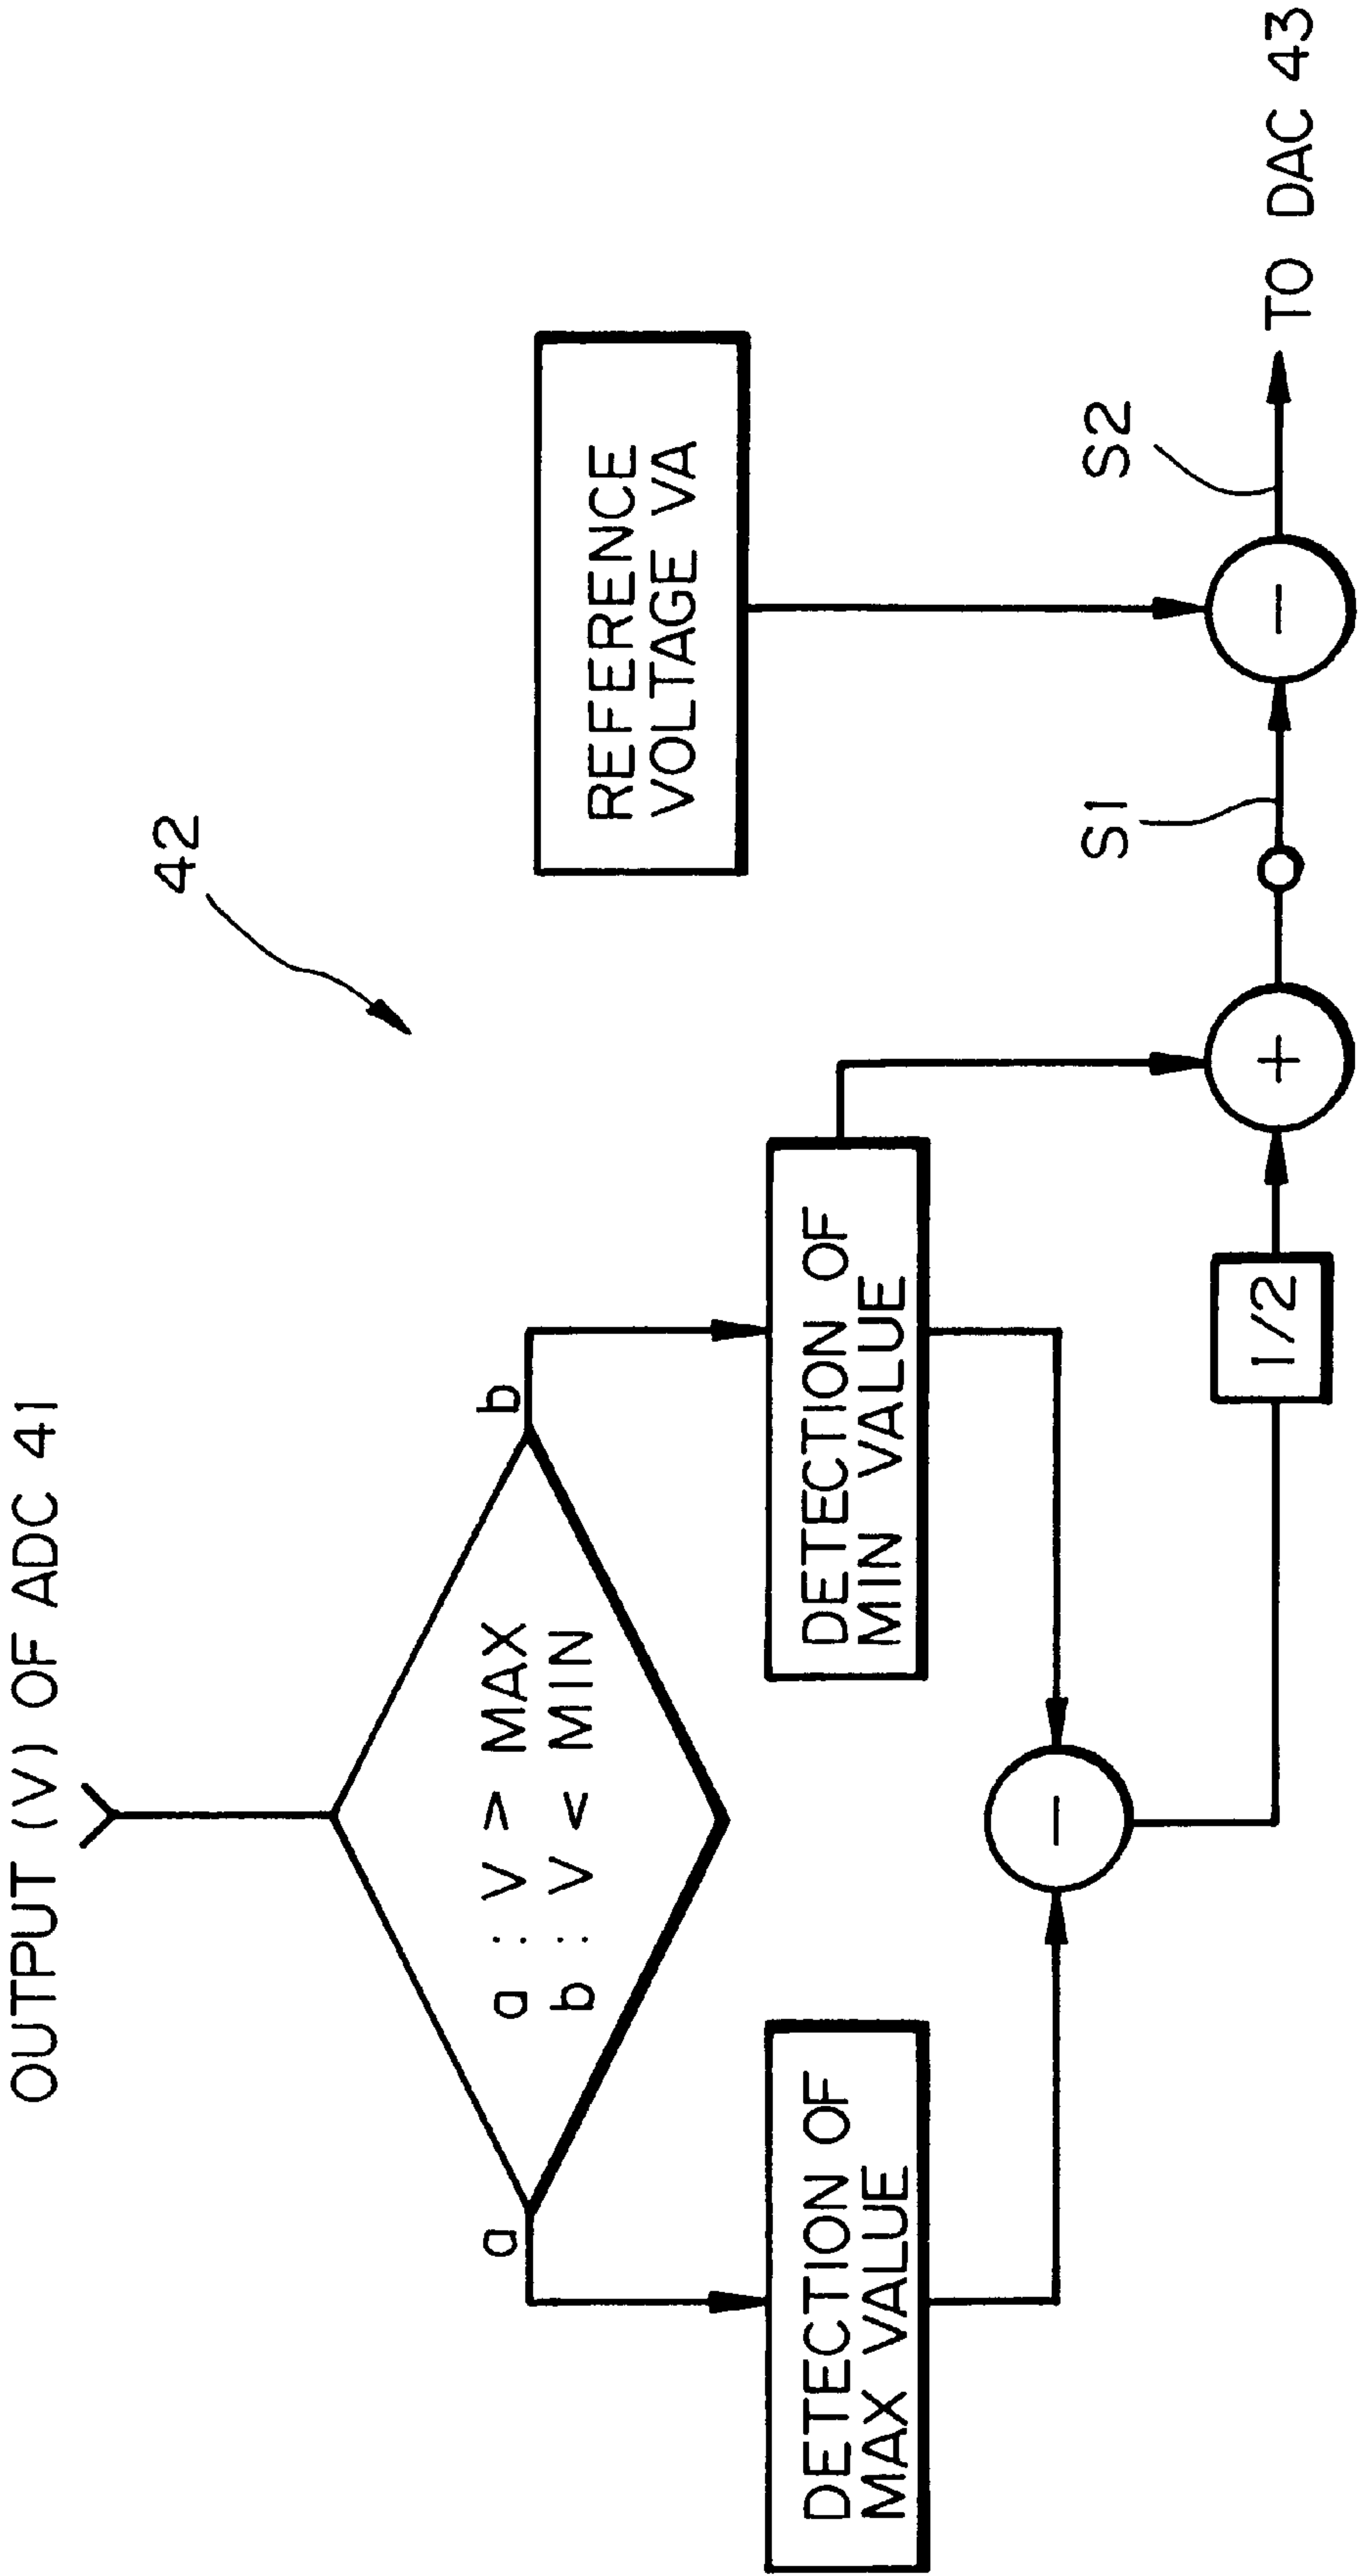 OUTPUT (V) OF ADC 41
42
a
a : V > MAX
b : V < MIN
b
DETECTION OF
MAX VALUE
DETECTION OF
MIN VALUE
REFERENCE
VOLTAGE VA
−
1/2
+
S1
−
S2
TO DAC 43